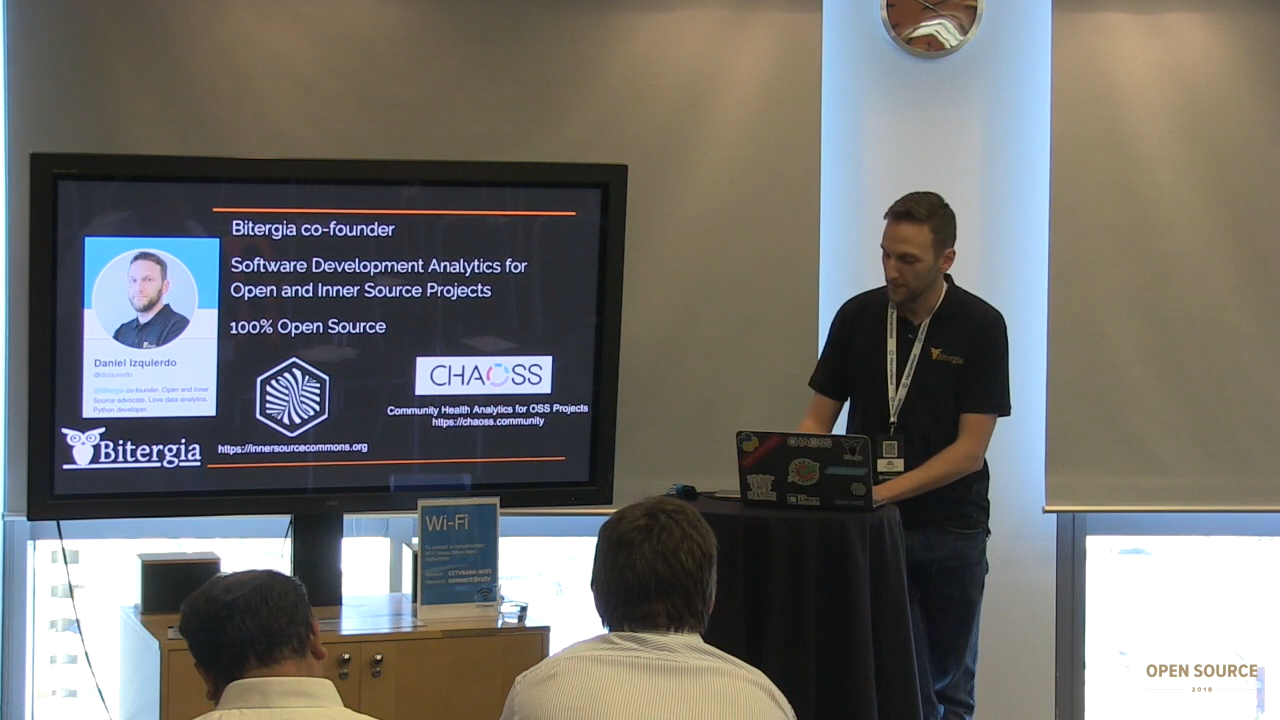 Bitergia co-founder
Software Development Analytics for
Open and Inner Source Projects
100% Open Source
Daniel Izquierdo
@dizquierdo
@Bitergia co-founder. Open and Inner
Source advocate. Love data analytics.
Python developer.
Bitergia
https://innersourcecommons.org
CHAOSS
Community Health Analytics for OSS Projects
https://chaoss.community
Bitergia
CHAOSS
Wi-Fi
OPEN SOURCE
2018